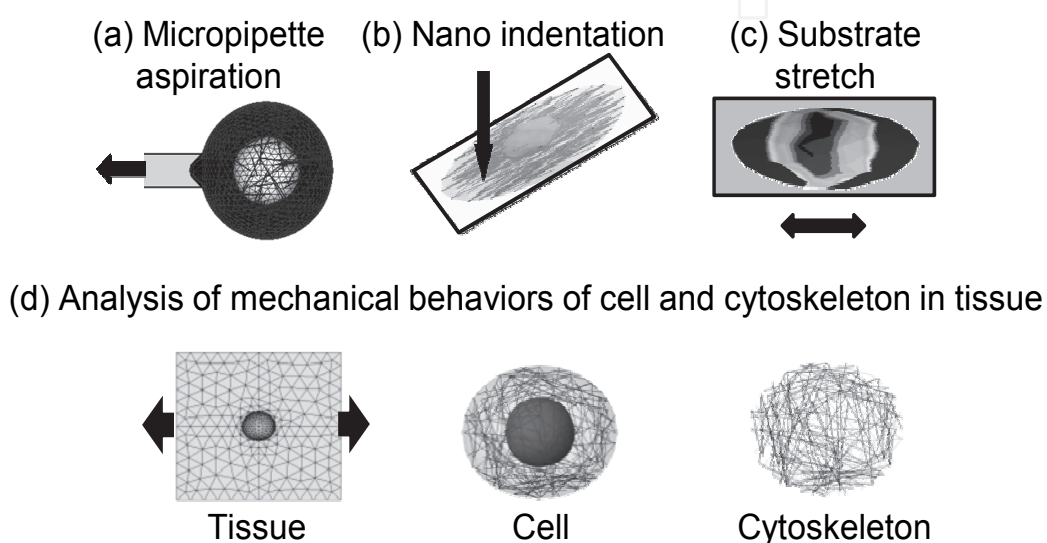 (a) Micropipette
aspiration
(b) Nano indentation
(c) Substrate
stretch
(d) Analysis of mechanical behaviors of cell and cytoskeleton in tissue
Tissue
Cell
Cytoskeleton